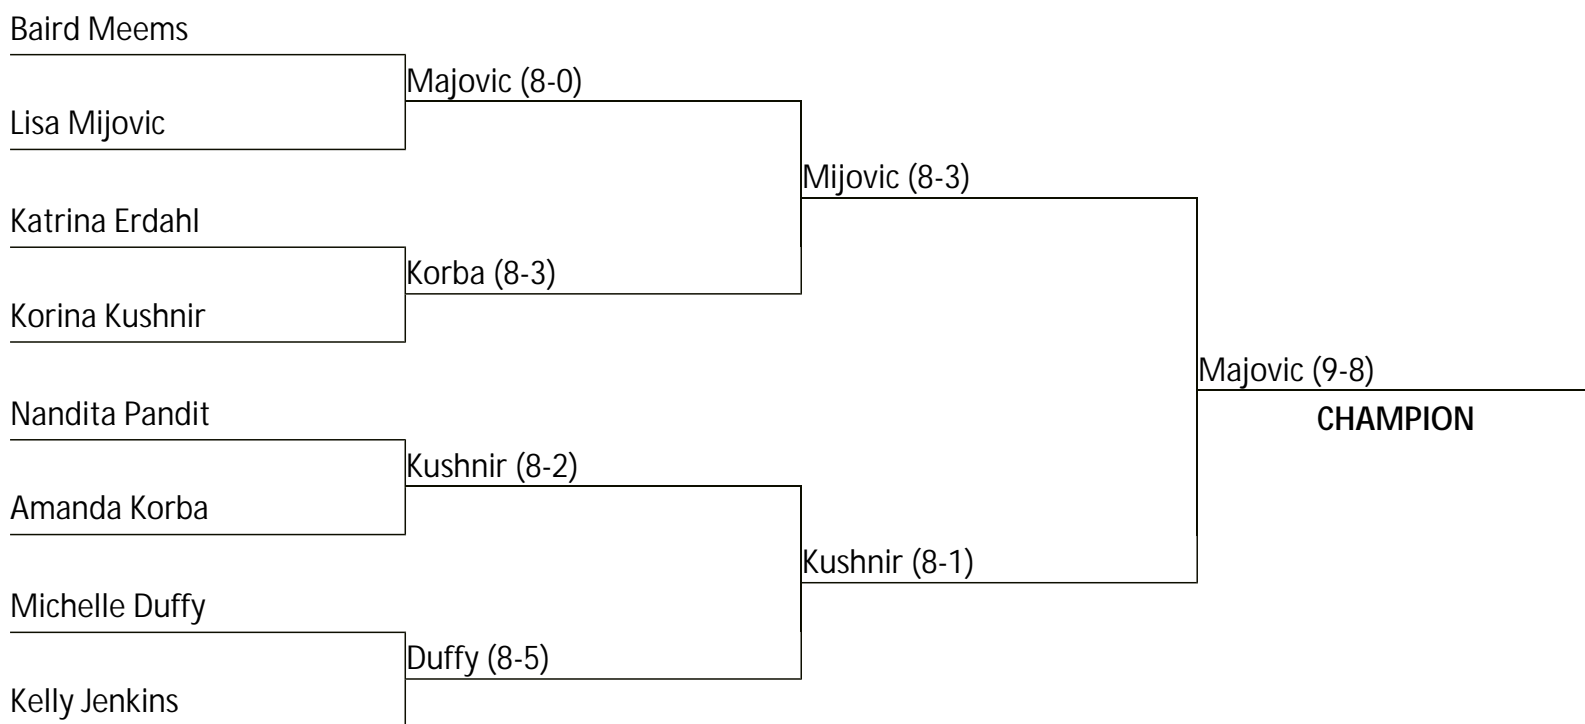 Baird Meems
Majovic (8-0)
Lisa Mijovic
Mijovic (8-3)
Katrina Erdahl
Korba (8-3)
Korina Kushnir
Majovic (9-8)
Nandita Pandit
CHAMPION
Kushnir (8-2)
Amanda Korba
Kushnir (8-1)
Michelle Duffy
Duffy (8-5)
Kelly Jenkins